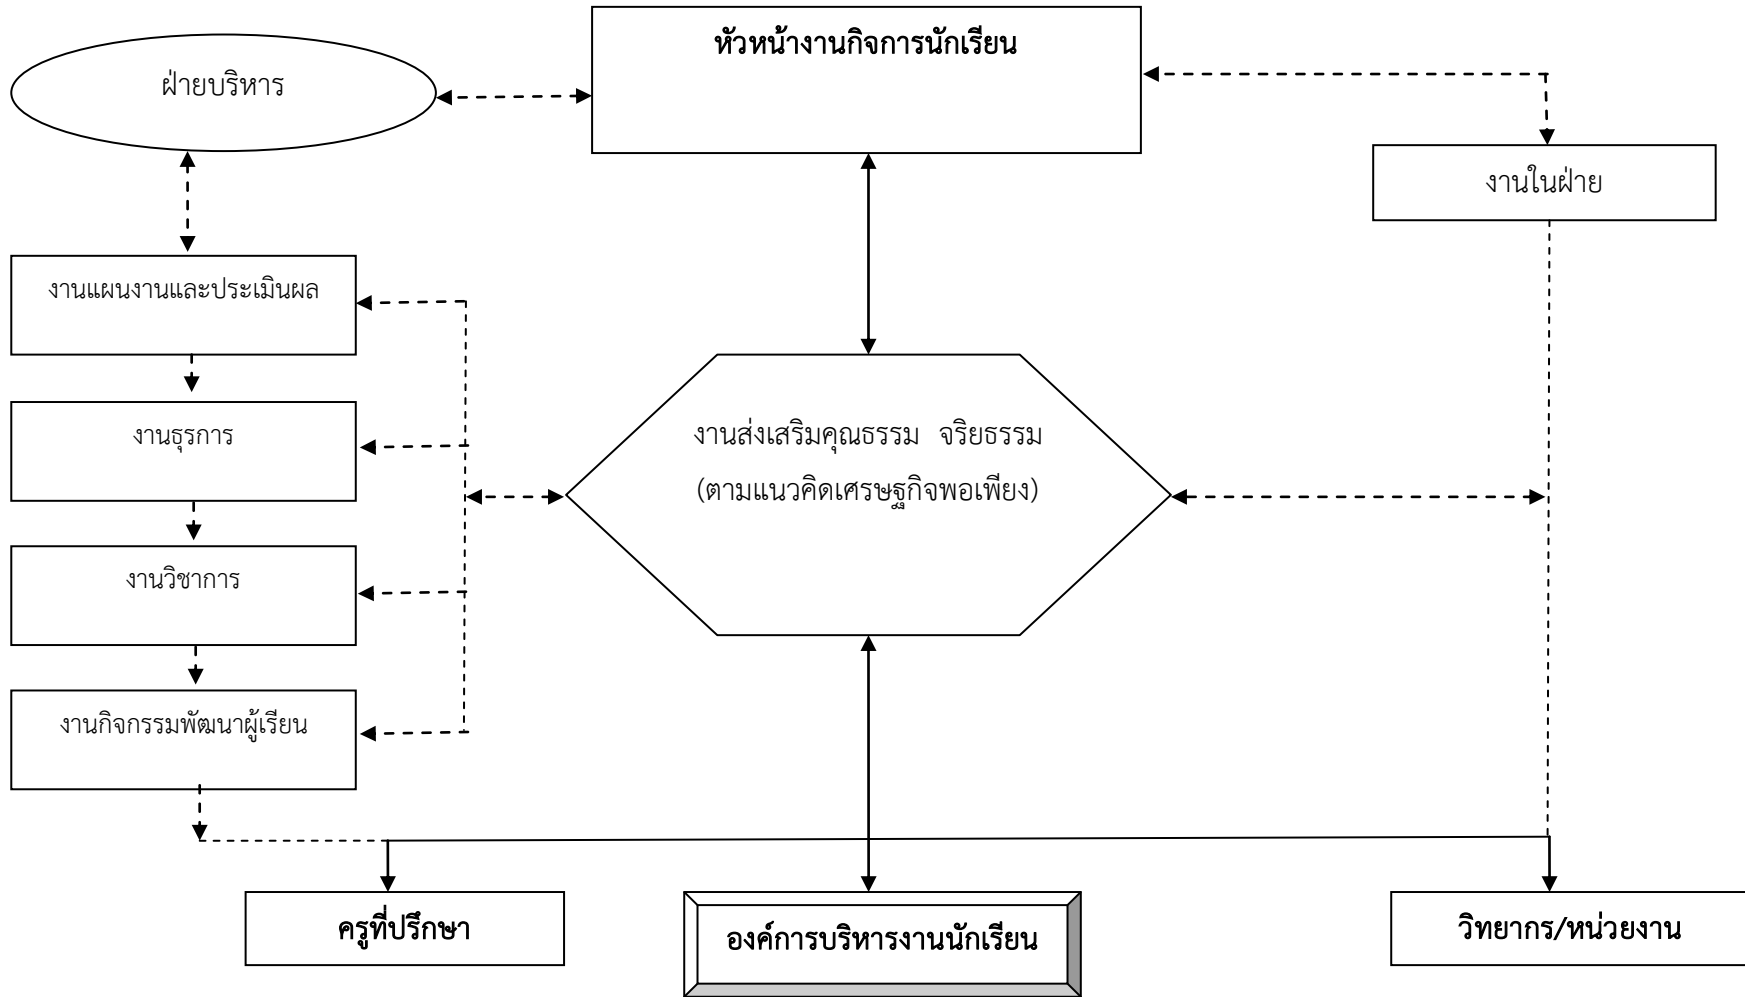 หัวหน้างานกิจการนักเรียน
ฝ่ายบริหาร
งานในฝ่าย
งานแผนงานและประเมินผล
งานธุรการ
งานส่งเสริมคุณธรรม จริยธรรม
(ตามแนวคิดเศรษฐกิจพอเพียง)
งานวิชาการ
งานกิจกรรมพัฒนาผู้เรียน
ครูที่ปรึกษา
องค์การบริหารงานนักเรียน
วิทยากร/หน่วยงาน